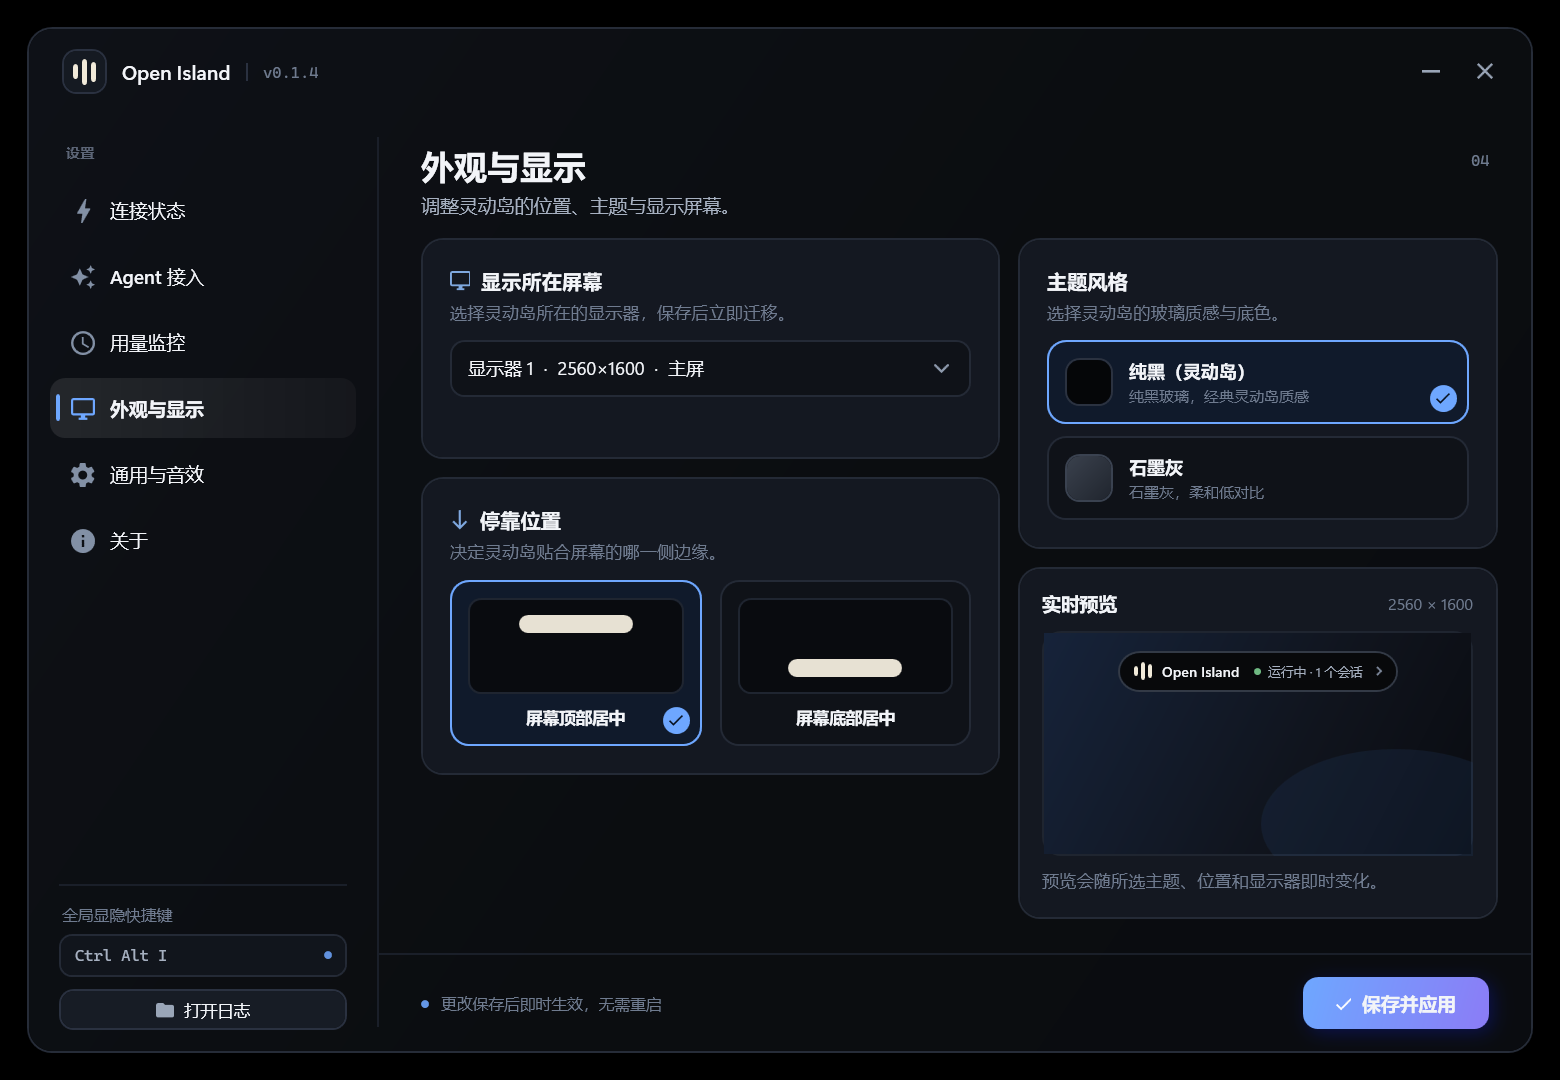 Open Island
v0.1.4
设置
连接状态
Agent 接入
用量监控
外观与显示
通用与音效
关于
全局显隐快捷键
Ctrl Alt I
打开日志
外观与显示
04
调整灵动岛的位置、主题与显示屏幕。
显示所在屏幕
选择灵动岛所在的显示器，保存后立即迁移。
显示器 1 · 2560×1600 · 主屏
停靠位置
决定灵动岛贴合屏幕的哪一侧边缘。
屏幕顶部居中
屏幕底部居中
主题风格
选择灵动岛的玻璃质感与底色。
纯黑（灵动岛）
纯黑玻璃，经典灵动岛质感
石墨灰
石墨灰，柔和低对比
实时预览
2560 × 1600
Open Island
运行中 · 1 个会话
预览会随所选主题、位置和显示器即时变化。
更改保存后即时生效，无需重启
保存并应用